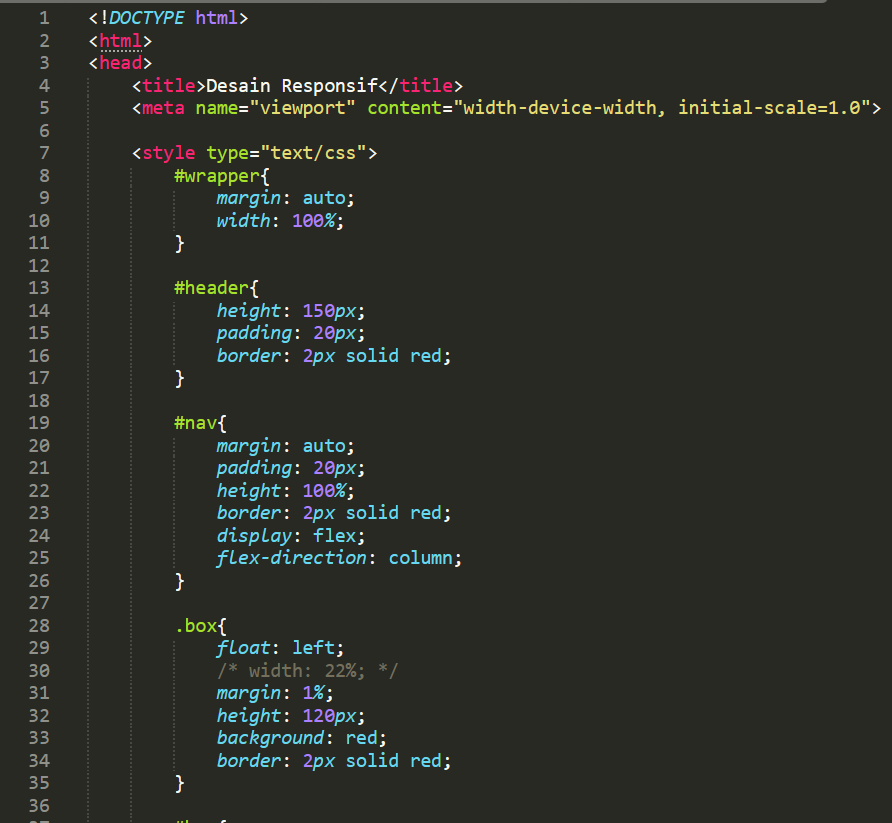 1 <!DOCTYPE html>
2 <html>
3 <head>
4 <title>Desain Responsif</title>
5 <meta name="viewport" content="width-device-width, initial-scale=1.0">
6
7 <style type="text/css">
8 #wrapper{
9 margin: auto;
10 width: 100%;
11 }
12
13 #header{
14 height: 150px;
15 padding: 20px;
16 border: 2px solid red;
17 }
18
19 #nav{
20 margin: auto;
21 padding: 20px;
22 height: 100%;
23 border: 2px solid red;
24 display: flex;
25 flex-direction: column;
26 }
27
28 .box{
29 float: left;
30 /* width: 22%; */
31 margin: 1%;
32 height: 120px;
33 background: red;
34 border: 2px solid red;
35 }
36